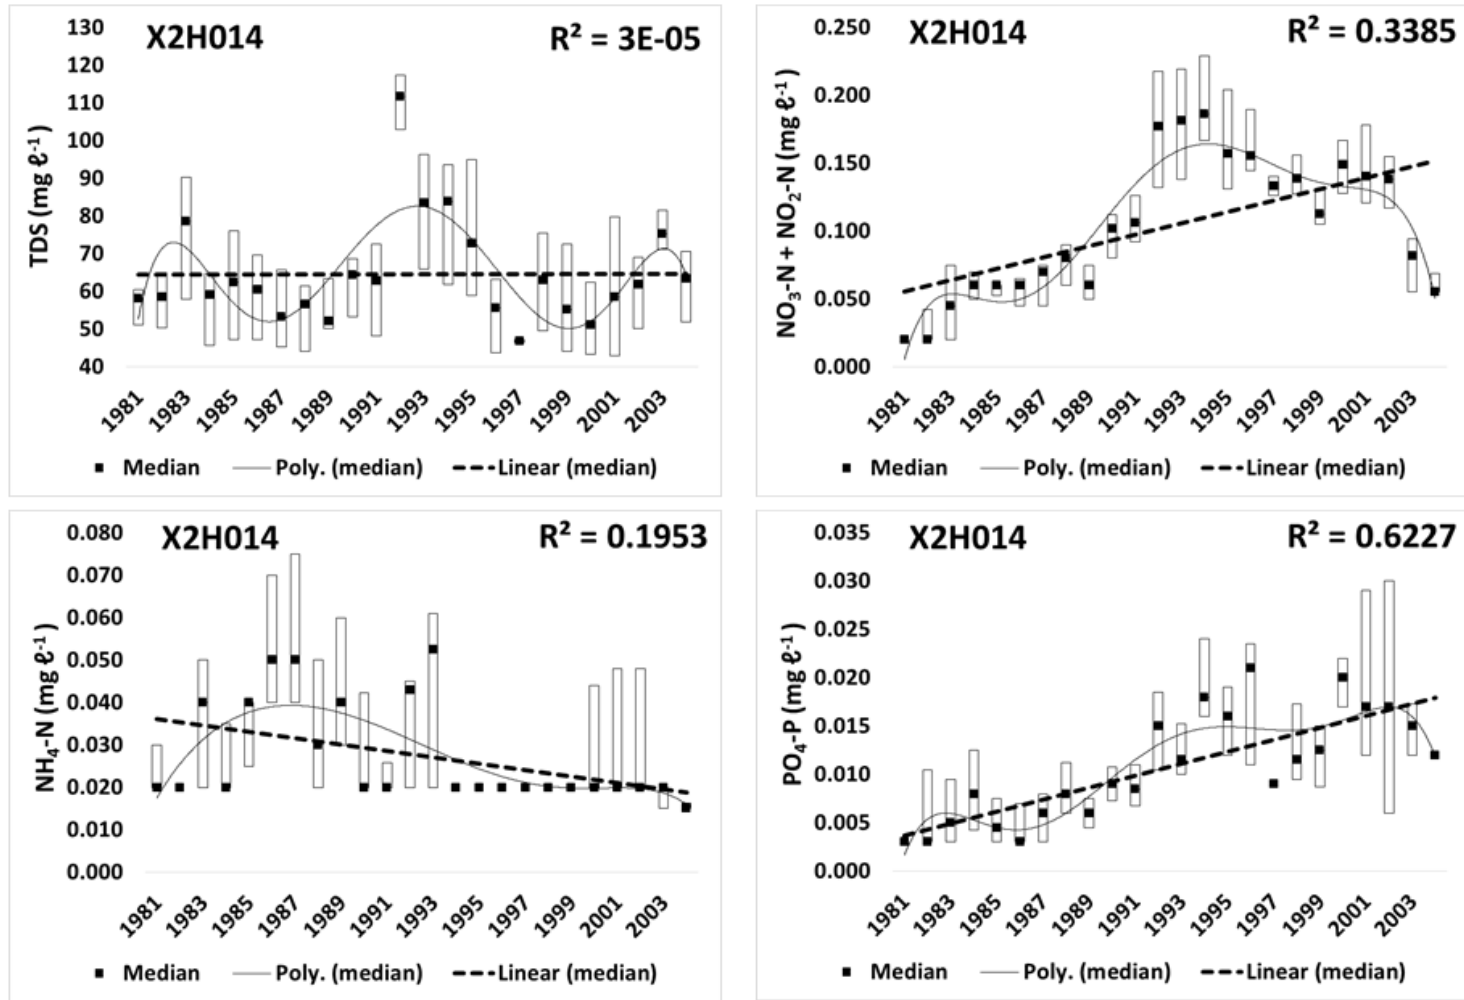 X2H014 R² = 3E-05
TDS (mg ℓ⁻¹)
130
120
110
100
90
80
70
60
50
40
1981 1983 1985 1987 1989 1991 1993 1995 1997 1999 2001 2003
Median Poly. (median) Linear (median)
X2H014 R² = 0.3385
NO₃-N + NO₂-N (mg ℓ⁻¹)
0.250
0.200
0.150
0.100
0.050
0.000
1981 1983 1985 1987 1989 1991 1993 1995 1997 1999 2001 2003
Median Poly. (median) Linear (median)
X2H014 R² = 0.1953
NH₄-N (mg ℓ⁻¹)
0.080
0.070
0.060
0.050
0.040
0.030
0.020
0.010
0.000
1981 1983 1985 1987 1989 1991 1993 1995 1997 1999 2001 2003
Median Poly. (median) Linear (median)
X2H014 R² = 0.6227
PO₄-P (mg ℓ⁻¹)
0.035
0.030
0.025
0.020
0.015
0.010
0.005
0.000
1981 1983 1985 1987 1989 1991 1993 1995 1997 1999 2001 2003
Median Poly. (median) Linear (median)